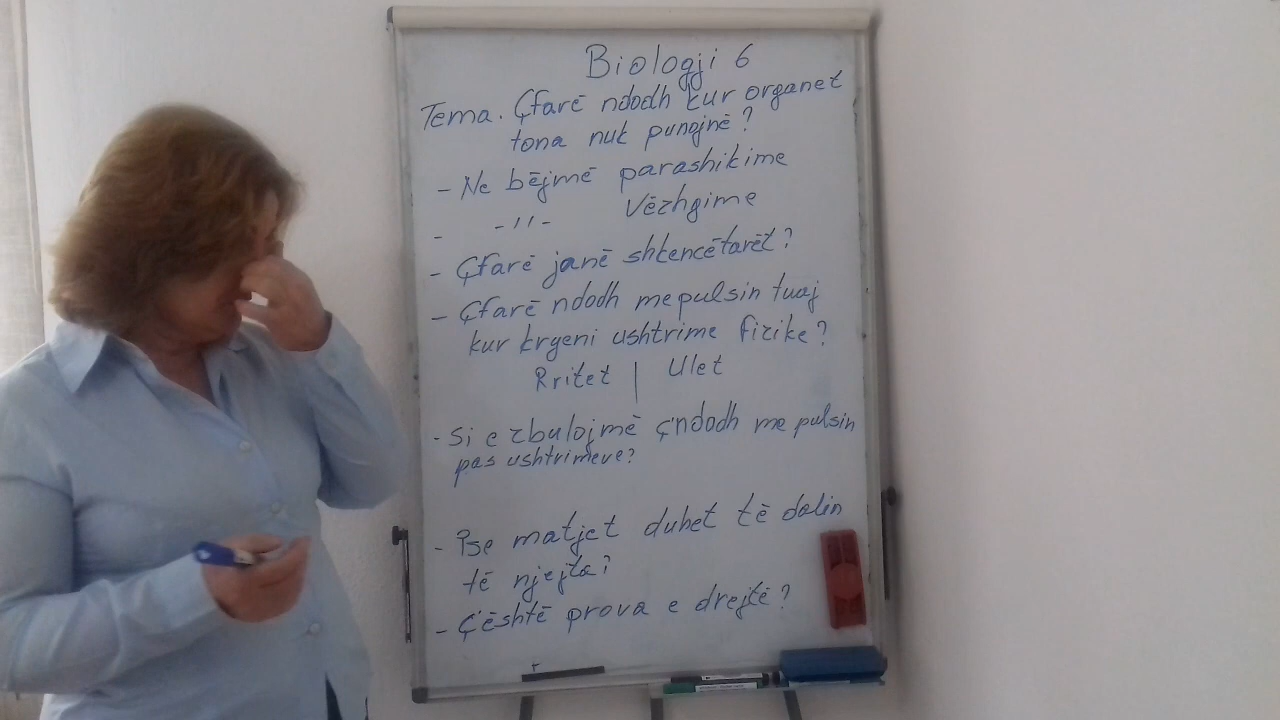 Biologji 6
Tema. Çfarë ndodh kur organet
tona nuk punojnë?
- Ne bëjmë parashikime
- -//- Vëzhgime
- Çfarë janë shkencëtarët?
- Çfarë ndodh me pulsin tuaj
kur kryeni ushtrime fizike?
Rritet | Ulet
- Si e zbulojmë ç'ndodh me pulsin
pas ushtrimeve?
- Pse matjet duhet të dalin
të njejta?
- Ç'është prova e drejtë?